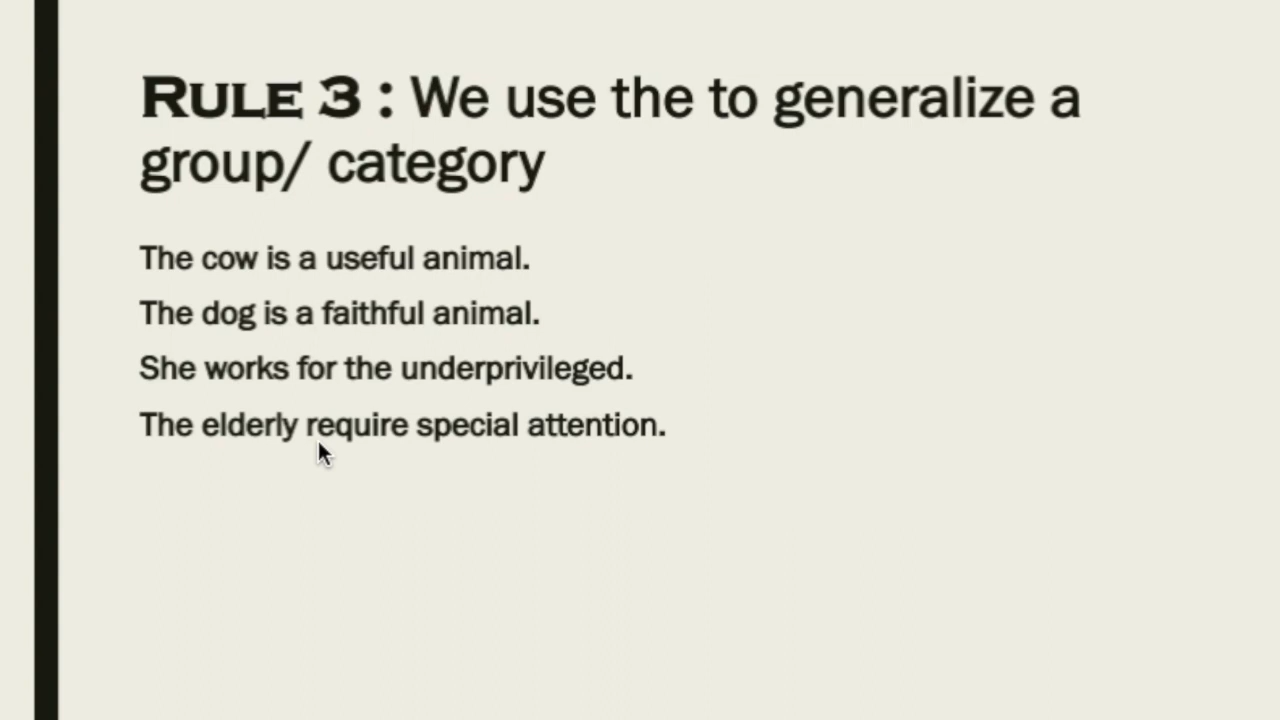 RULE 3 : We use the to generalize a
group/ category
The cow is a useful animal.
The dog is a faithful animal.
She works for the underprivileged.
The elderly require special attention.